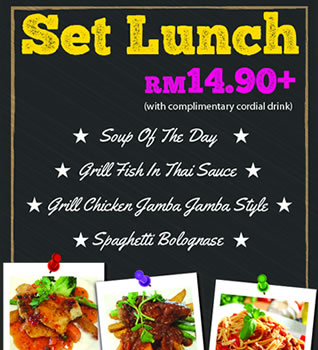 Set Lunch
RM14.90+
(with complimentary cordial drink)
Soup Of The Day
Grill Fish In Thai Sauce
Grill Chicken Jamba Jamba Style
Spaghetti Bolognase